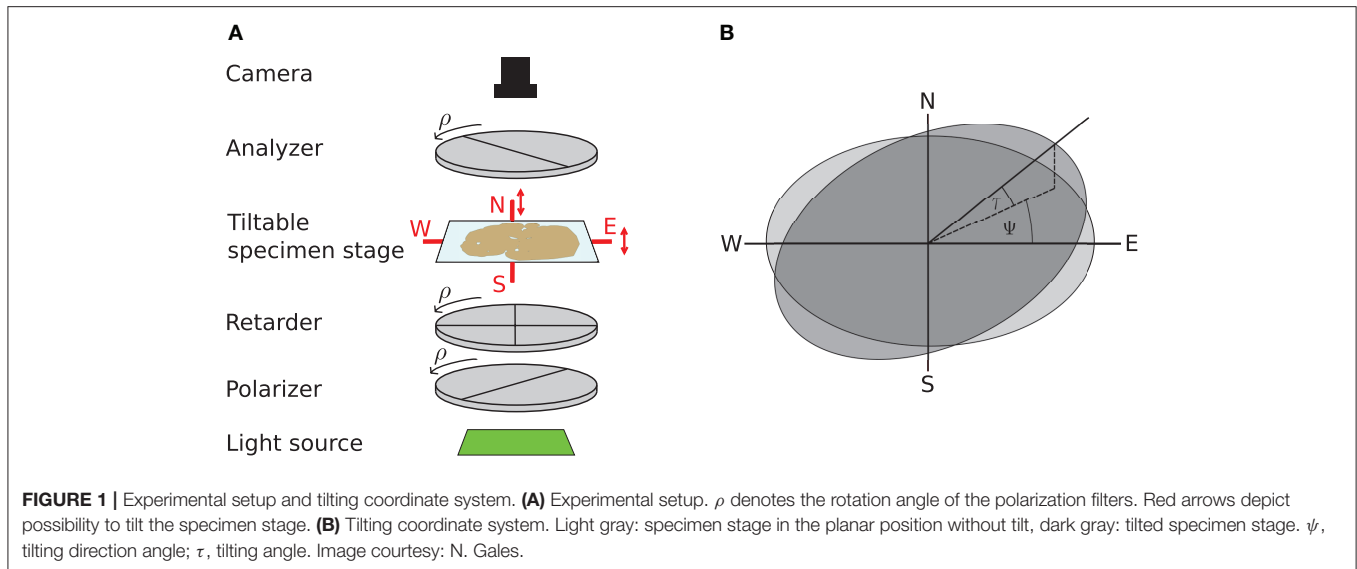 A
B
Camera
ρ
Analyzer
N
W
E
Tiltable
specimen stage
S
ρ
Retarder
ρ
Polarizer
Light source
N
τ
Ψ
W
E
S
FIGURE 1 | Experimental setup and tilting coordinate system. (A) Experimental setup. ρ denotes the rotation angle of the polarization filters. Red arrows depict
possibility to tilt the specimen stage. (B) Tilting coordinate system. Light gray: specimen stage in the planar position without tilt, dark gray: tilted specimen stage. ψ,
tilting direction angle; τ, tilting angle. Image courtesy: N. Gales.